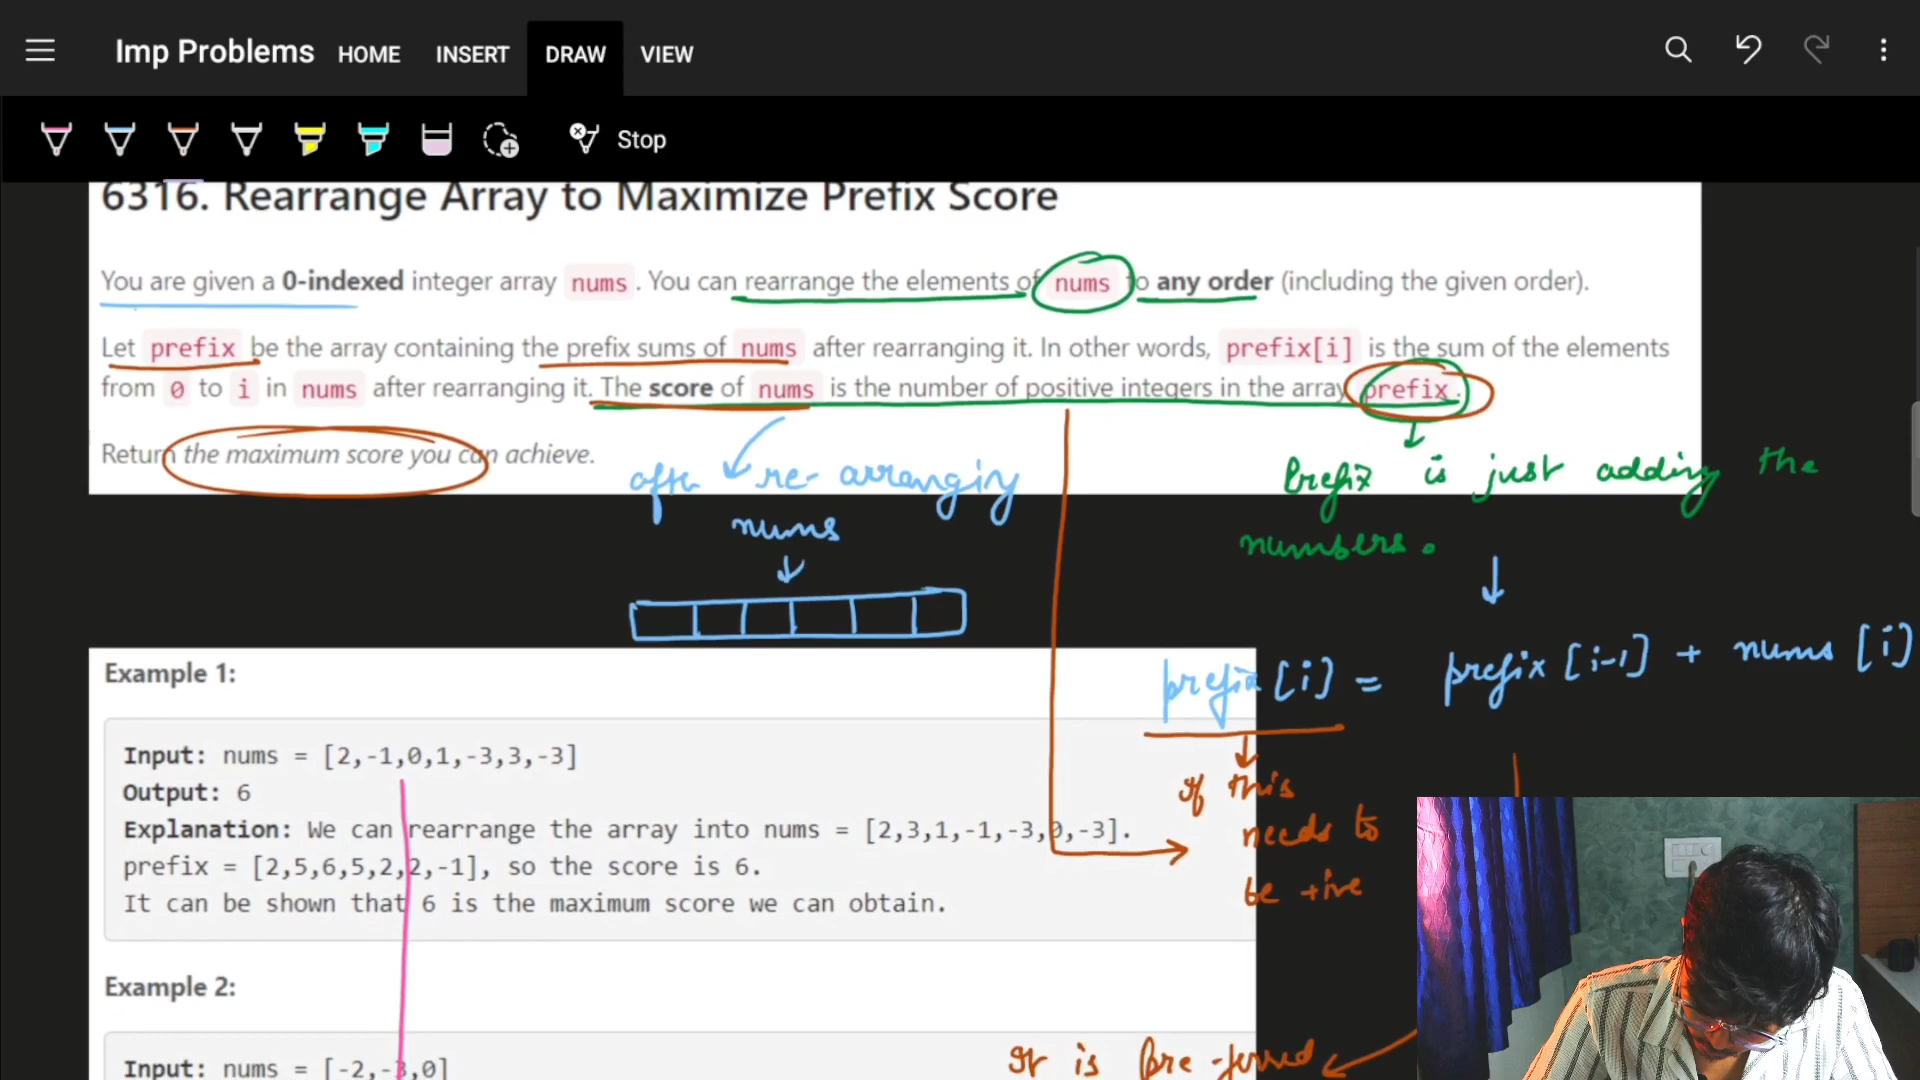 Imp Problems HOME INSERT DRAW VIEW
Stop
6316. Rearrange Array to Maximize Prefix Score
You are given a 0-indexed integer array nums. You can rearrange the elements of nums to any order (including the given order).
Let prefix be the array containing the prefix sums of nums after rearranging it. In other words, prefix[i] is the sum of the elements
from 0 to i in nums after rearranging it. The score of nums is the number of positive integers in the array prefix.
Return the maximum score you can achieve.
after re-arranging
nums
Prefix is just adding the
numbers.
prefix[i] = prefix[i-1] + nums[i]
If this
needs to
be +ive
Example 1:
Input: nums = [2,-1,0,1,-3,3,-3]
Output: 6
Explanation: We can rearrange the array into nums = [2,3,1,-1,-3,0,-3].
prefix = [2,5,6,5,2,2,-1], so the score is 6.
It can be shown that 6 is the maximum score we can obtain.
Example 2:
Input: nums = [-2,-3,0]
It is Pre-ferred